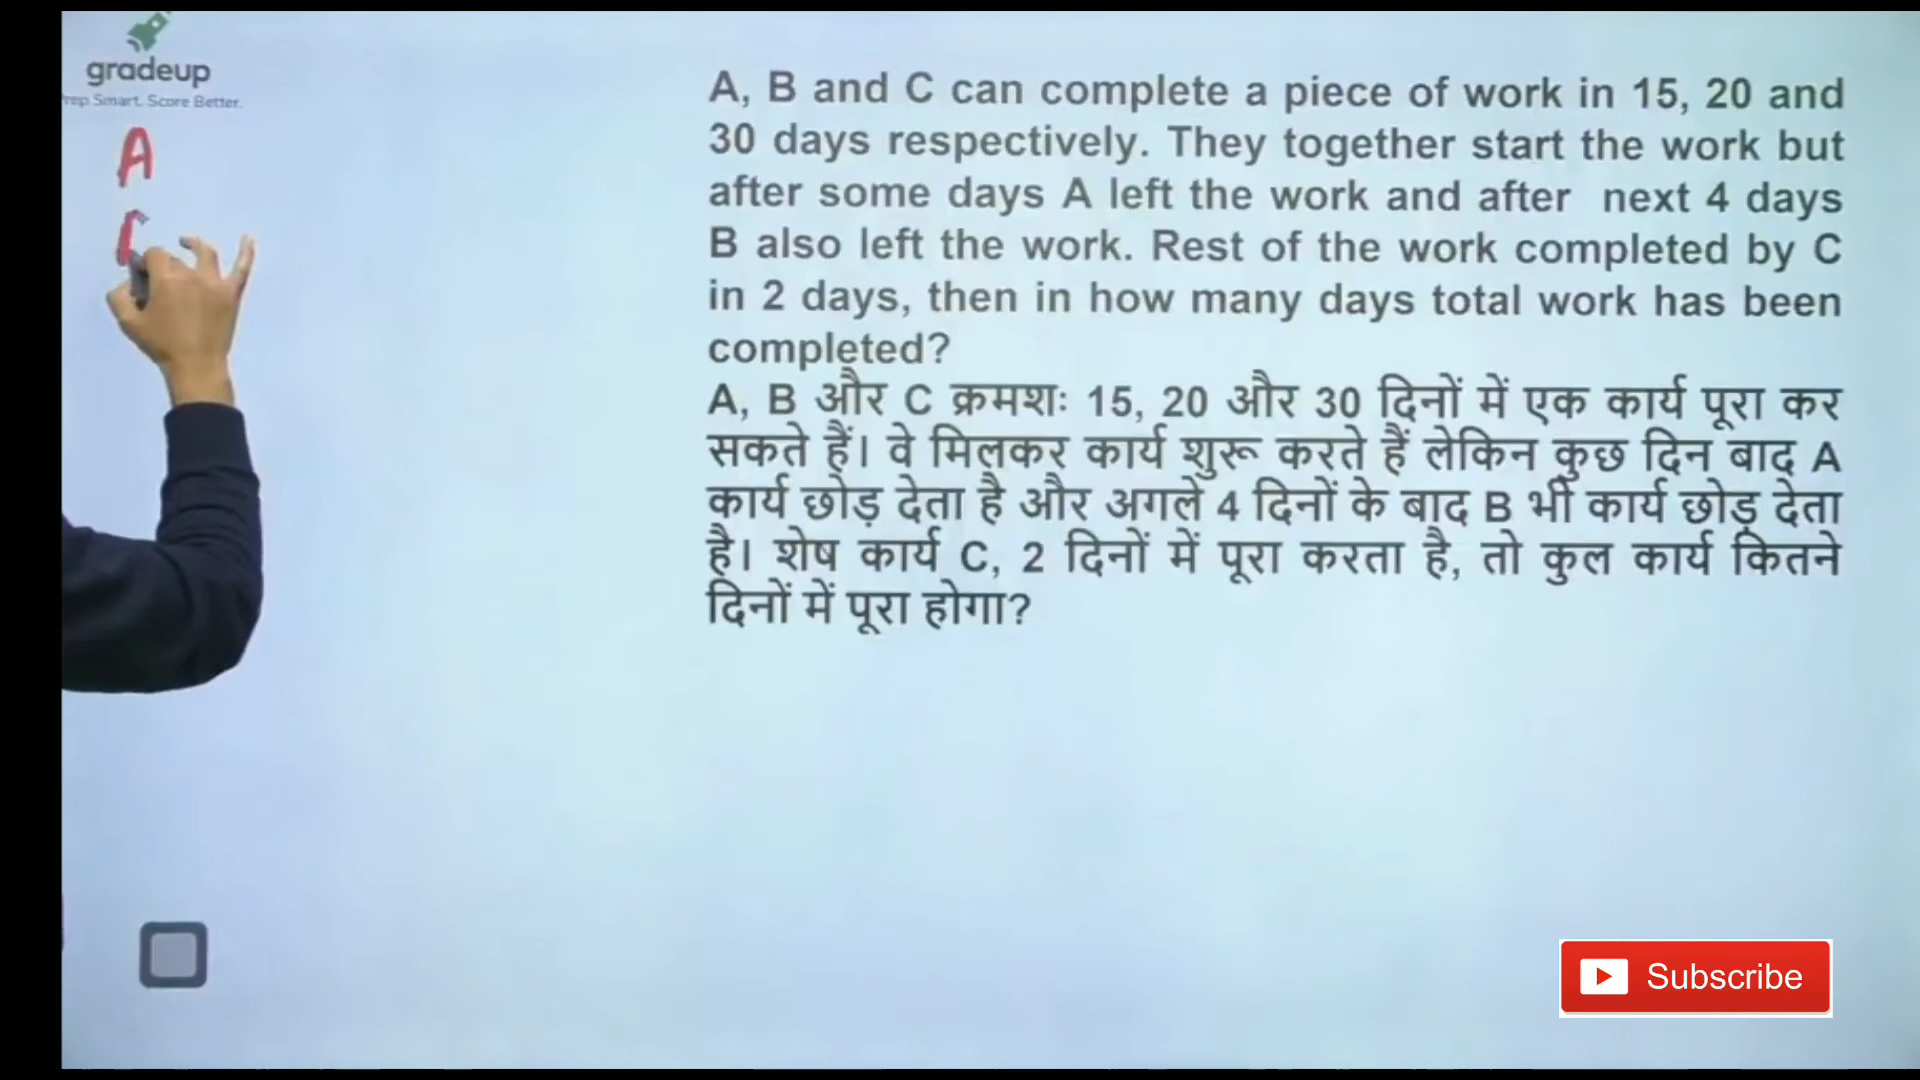 gradeup
Prep Smart. Score Better.
A
A, B and C can complete a piece of work in 15, 20 and
30 days respectively. They together start the work but
after some days A left the work and after next 4 days
B also left the work. Rest of the work completed by C
in 2 days, then in how many days total work has been
completed?
A, B और C क्रमशः 15, 20 और 30 दिनों में एक कार्य पूरा कर
सकते हैं। वे मिलकर कार्य शुरू करते हैं लेकिन कुछ दिन बाद A
कार्य छोड़ देता है और अगले 4 दिनों के बाद B भी कार्य छोड़ देता
है। शेष कार्य C, 2 दिनों में पूरा करता है, तो कुल कार्य कितने
दिनों में पूरा होगा?
Subscribe